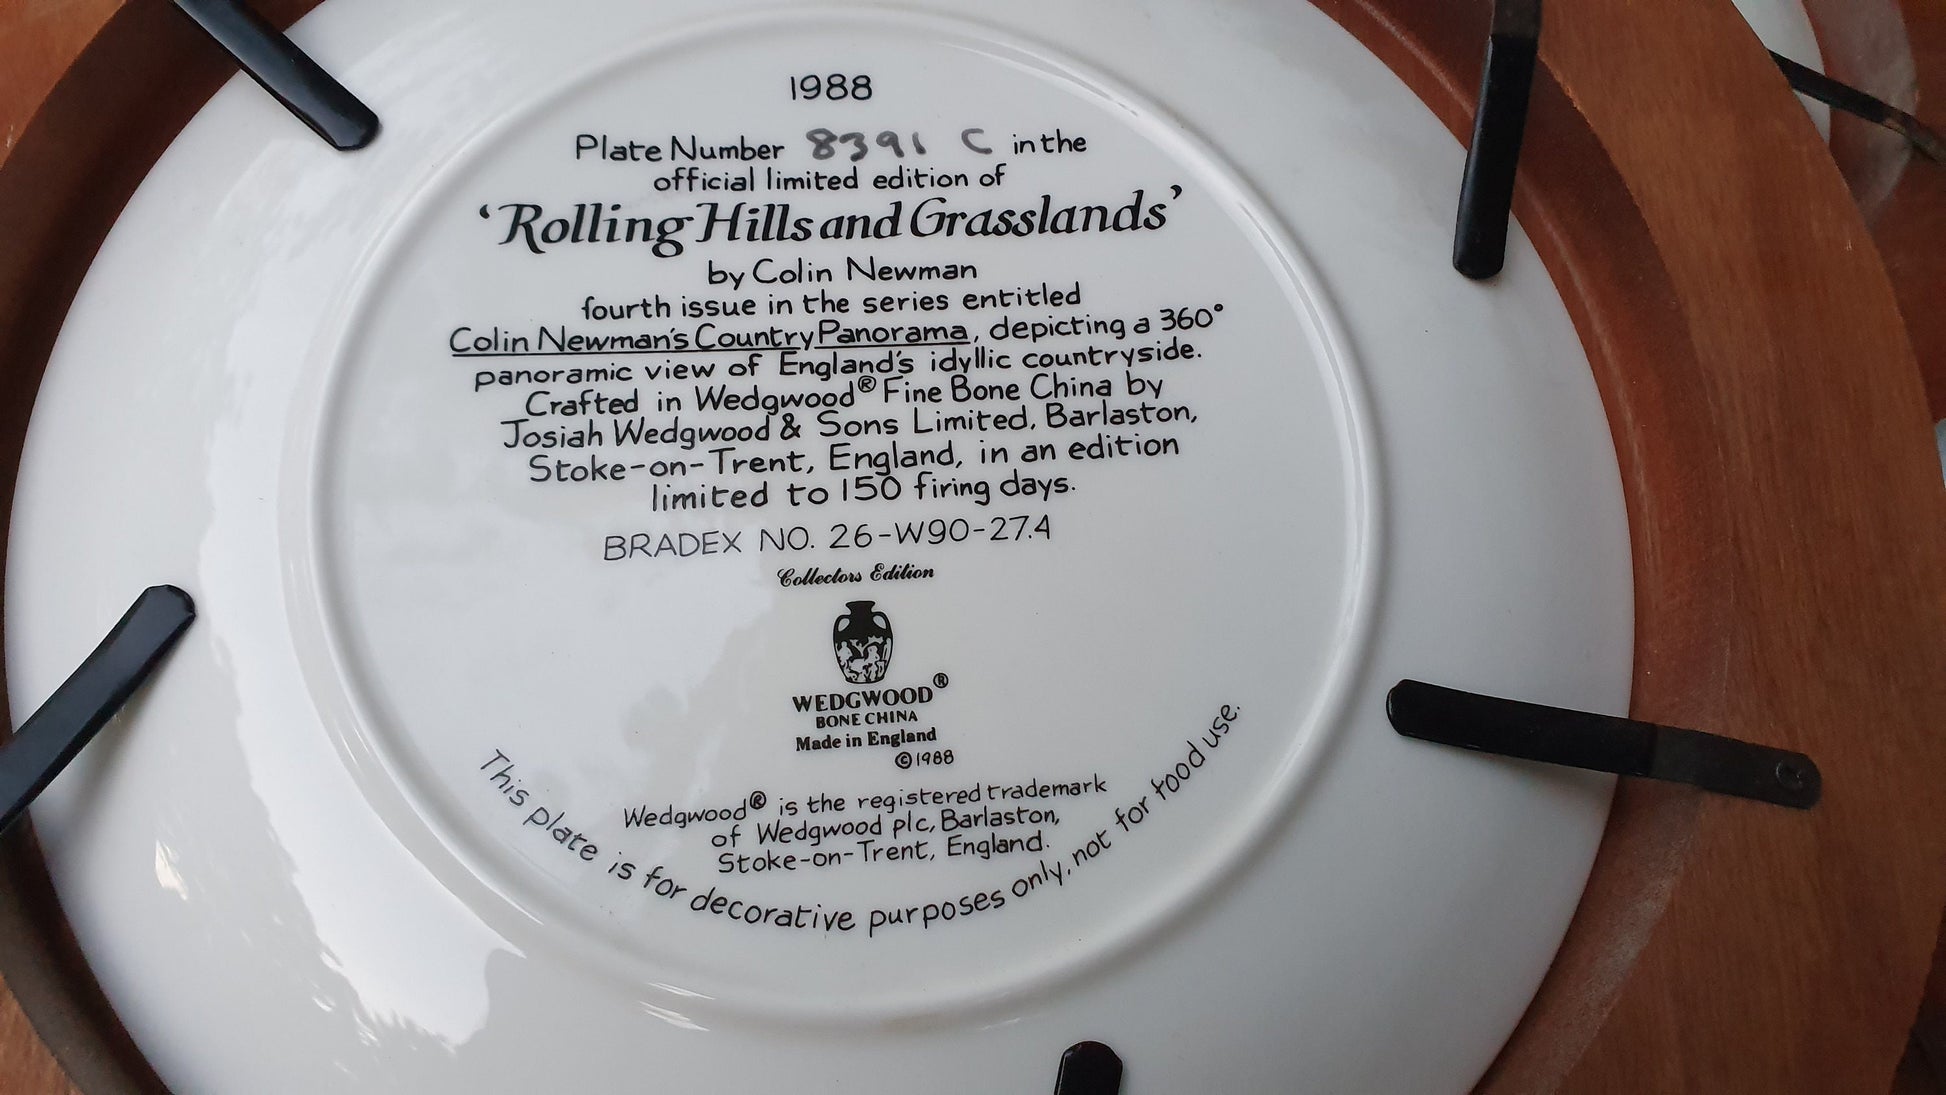 1988
Plate Number 8391 C in the
official limited edition of
‘Rolling Hills and Grasslands’
by Colin Newman
fourth issue in the series entitled
Colin Newman's Country Panorama, depicting a 360°
panoramic view of England's idyllic countryside.
Crafted in Wedgwood® Fine Bone China by
Josiah Wedgwood & Sons Limited, Barlaston,
Stoke-on-Trent, England, in an edition
limited to 150 firing days.
BRADEX NO. 26-W90-27.4
Collectors Edition
WEDGWOOD®
BONE CHINA
Made in England
©1988
Wedgwood® is the registered trademark
of Wedgwood plc, Barlaston,
Stoke-on-Trent, England.
This plate is for decorative purposes only, not for food use.